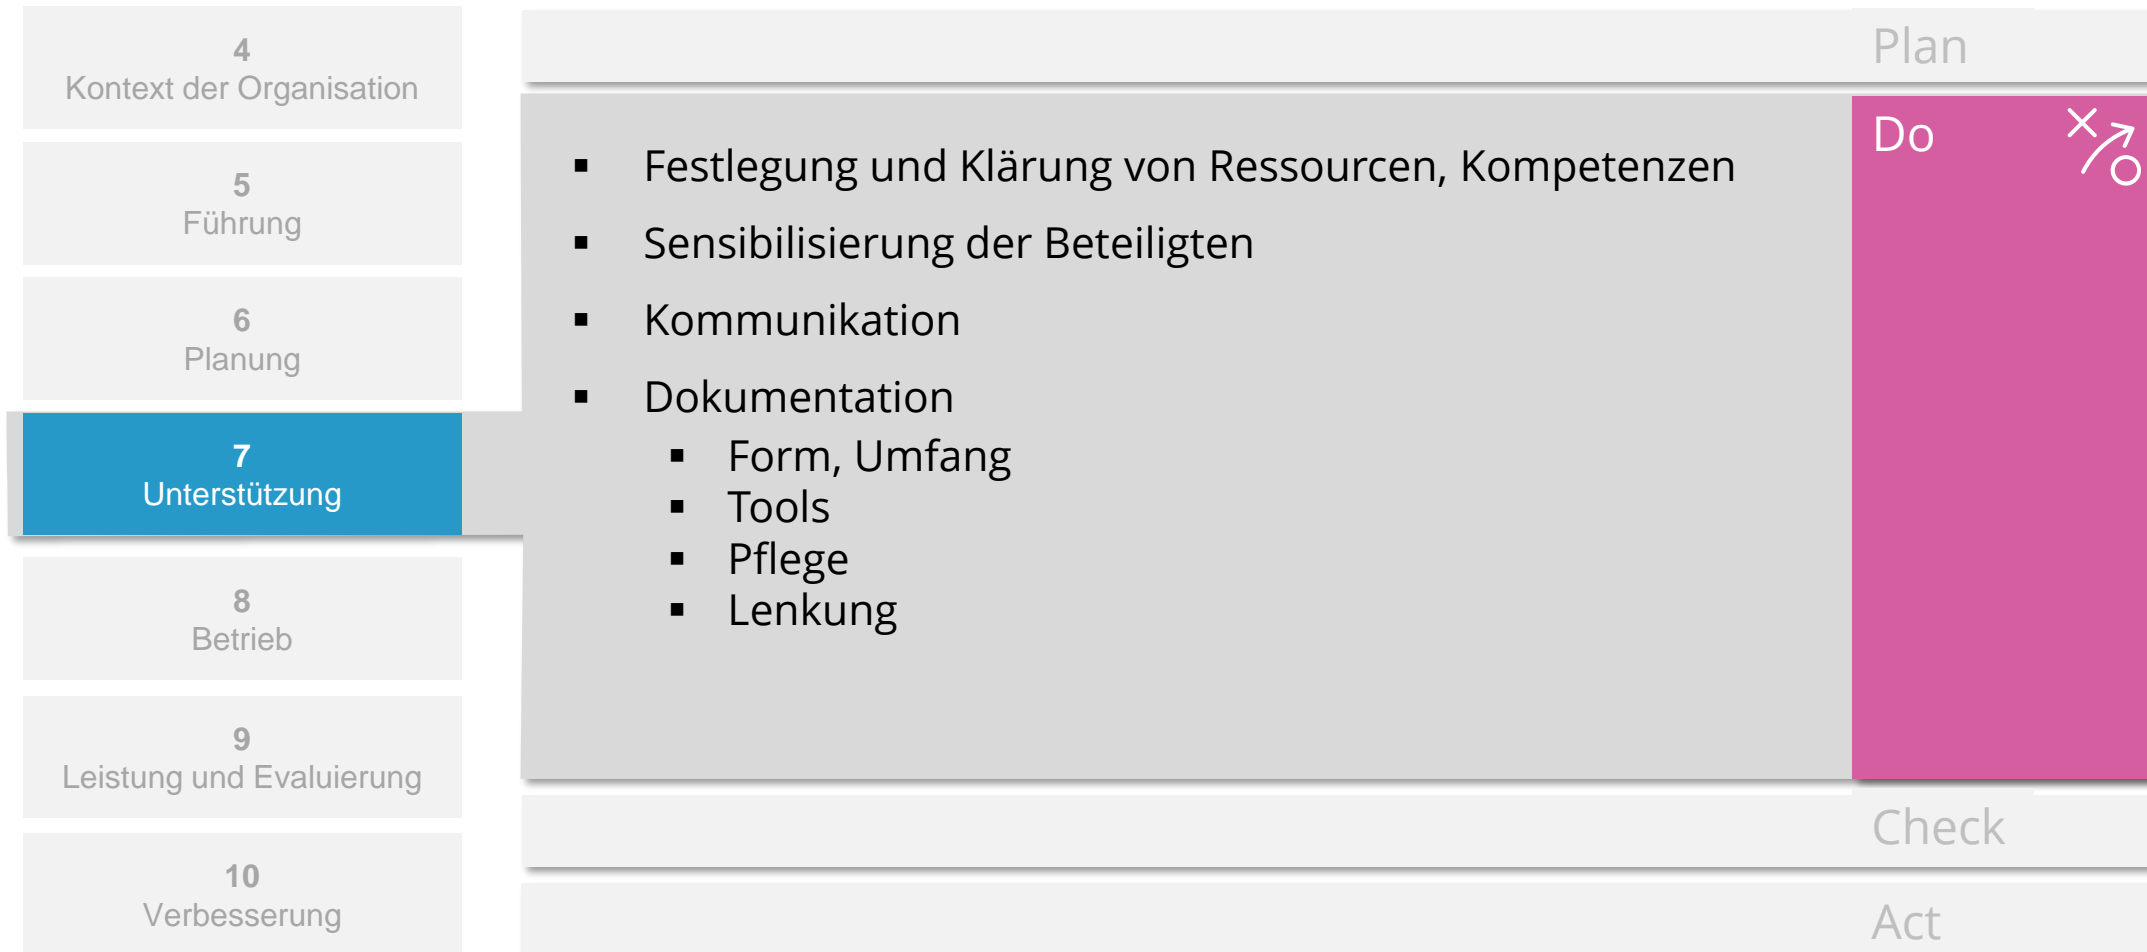 4
Kontext der Organisation
5
Führung
6
Planung
7
Unterstützung
8
Betrieb
9
Leistung und Evaluierung
10
Verbesserung
Plan
▪ Festlegung und Klärung von Ressourcen, Kompetenzen
▪ Sensibilisierung der Beteiligten
▪ Kommunikation
▪ Dokumentation
▪ Form, Umfang
▪ Tools
▪ Pflege
▪ Lenkung
Do
Check
Act